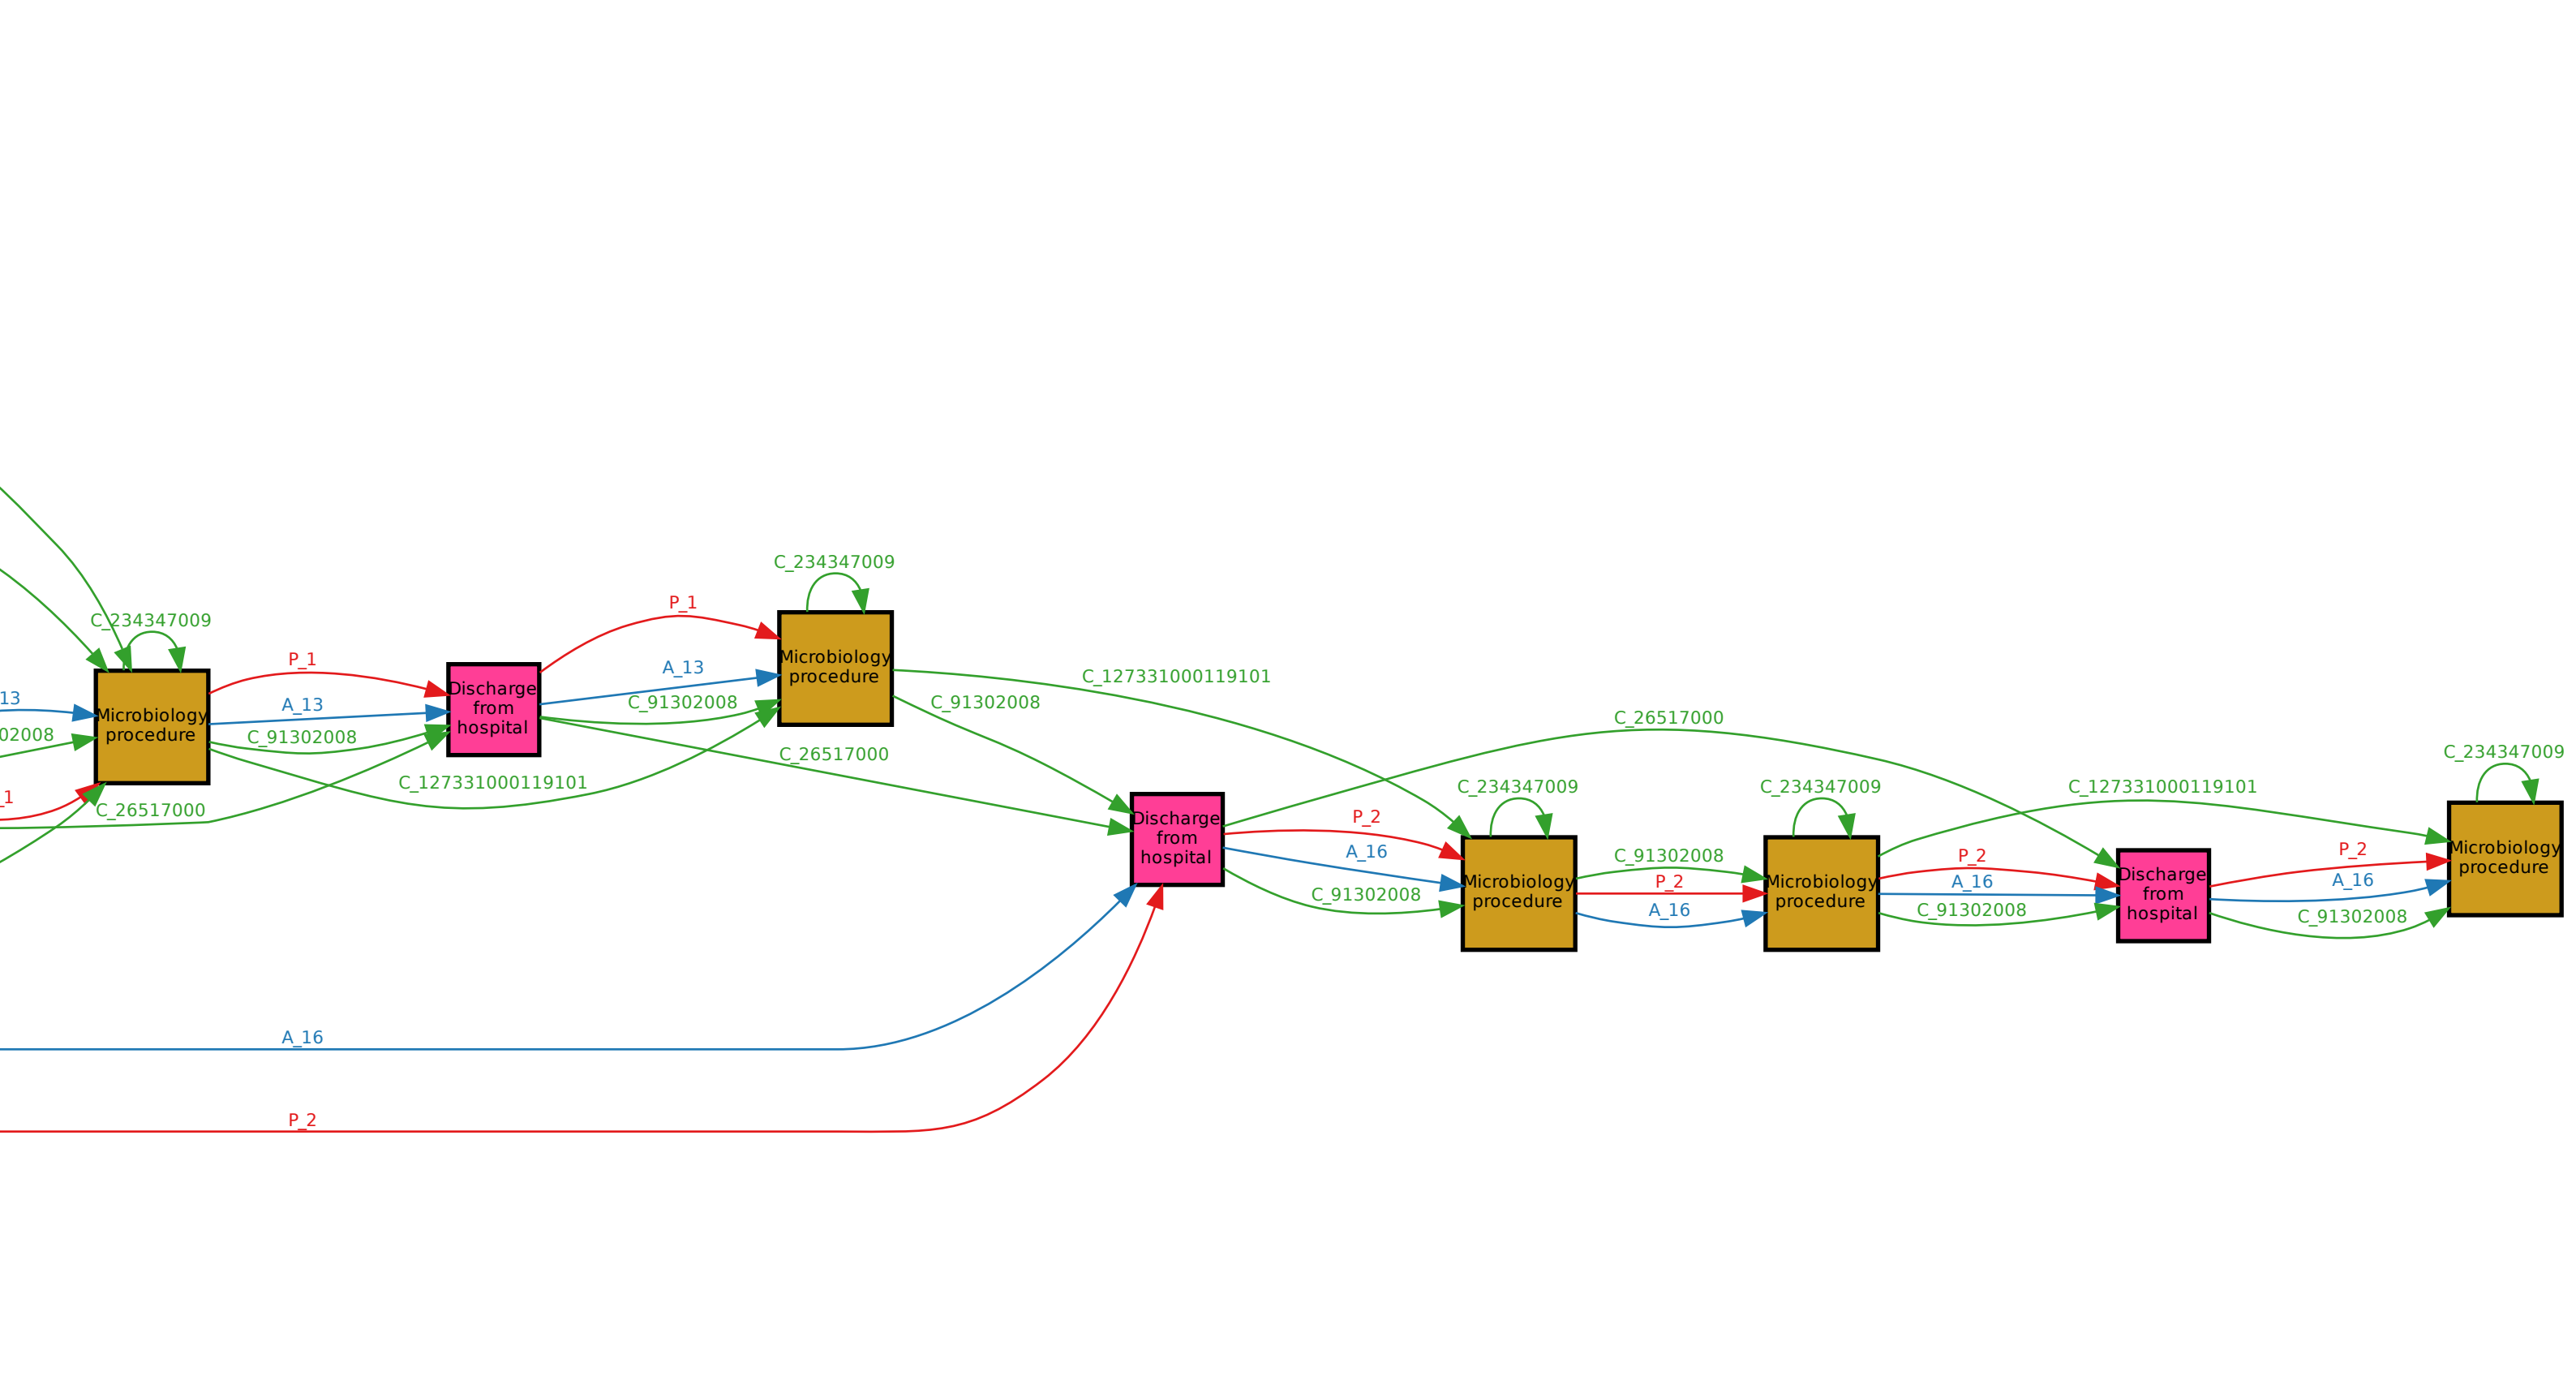 C_234347009
C_234347009
P_1
P_1
A_13
C_91302008
C_127331000119101
Microbiology
procedure
C_91302008
Discharge
from
hospital
13
A_13
Microbiology
procedure
02008
C_91302008
C_26517000
C_26517000
C_127331000119101
_1
C_26517000
C_234347009
C_234347009
C_127331000119101
C_234347009
Discharge
from
hospital
P_2
A_16
C_91302008
Microbiology
procedure
C_91302008
P_2
A_16
Microbiology
procedure
P_2
A_16
C_91302008
Discharge
from
hospital
P_2
A_16
C_91302008
Microbiology
procedure
A_16
P_2